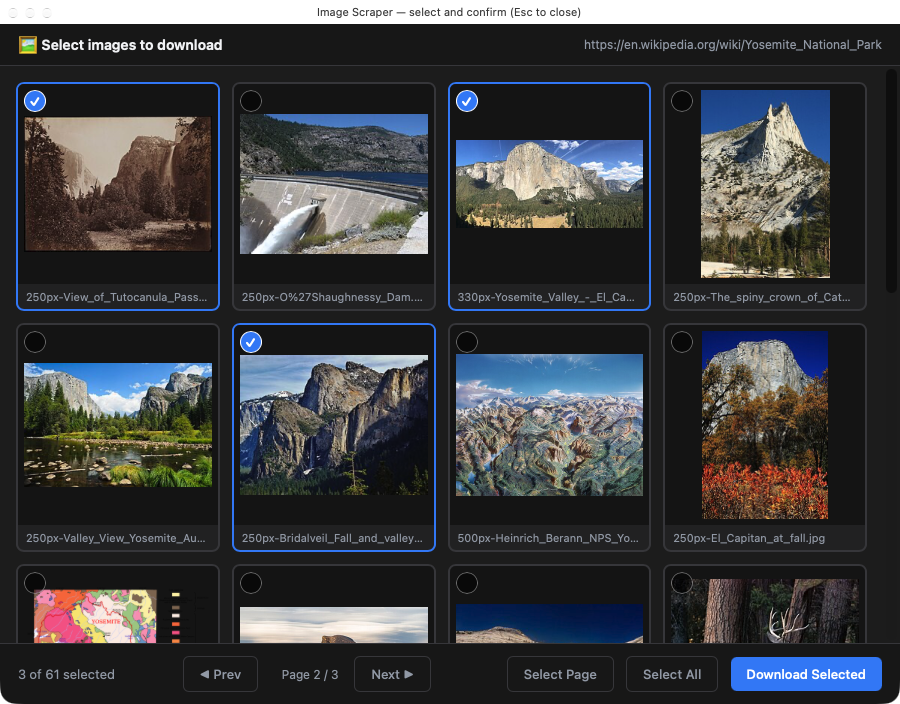 Image Scraper — select and confirm (Esc to close)
🖼️ Select images to download
https://en.wikipedia.org/wiki/Yosemite_National_Park
250px-View_of_Tutocanula_Pass...
250px-O%27Shaughnessy_Dam....
330px-Yosemite_Valley_-_El_Ca...
250px-The_spiny_crown_of_Cat...
250px-Valley_View_Yosemite_Au...
250px-Bridalveil_Fall_and_valley...
500px-Heinrich_Berann_NPS_Yo...
250px-El_Capitan_at_fall.jpg
YOSEMITE
3 of 61 selected
◀ Prev
Page 2 / 3
Next ▶
Select Page
Select All
Download Selected